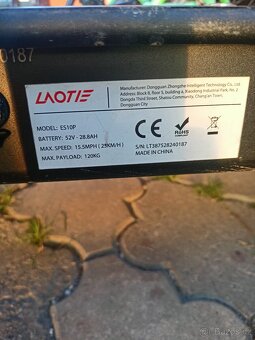 0187
LAOTIE
Manufacturer: Dongguan Zhongzhe Intelligent Technology Co., Ltd.
Address: Block B, floor 5, building 4, Xiaodong Industrial Park, No. 2
Dongda Third Street, Shatou Community, Chang'an Town,
Dongguan City
MODEL: ES10P
BATTERY: 52V - 28.8AH
MAX. SPEED: 15.5MPH ( 25KM/H )
MAX. PAYLOAD: 120KG
CE
RoHS
S/N: LT387528240187
MADE IN CHINA